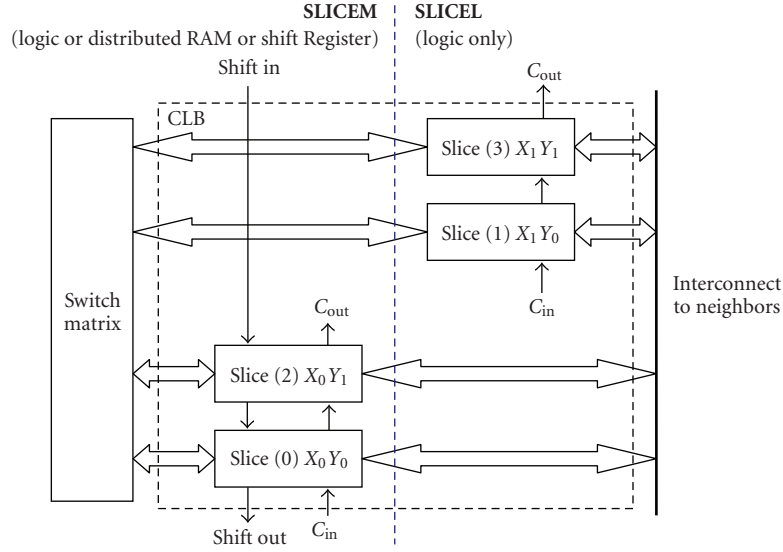 SLICEM
(logic or distributed RAM or shift Register)
SLICEL
(logic only)
Shift in
Cout
CLB
Slice (3) X1Y1
Slice (1) X1Y0
Switch
matrix
Interconnect
to neighbors
Cout
Cin
Slice (2) X0Y1
Slice (0) X0Y0
Shift out
Cin